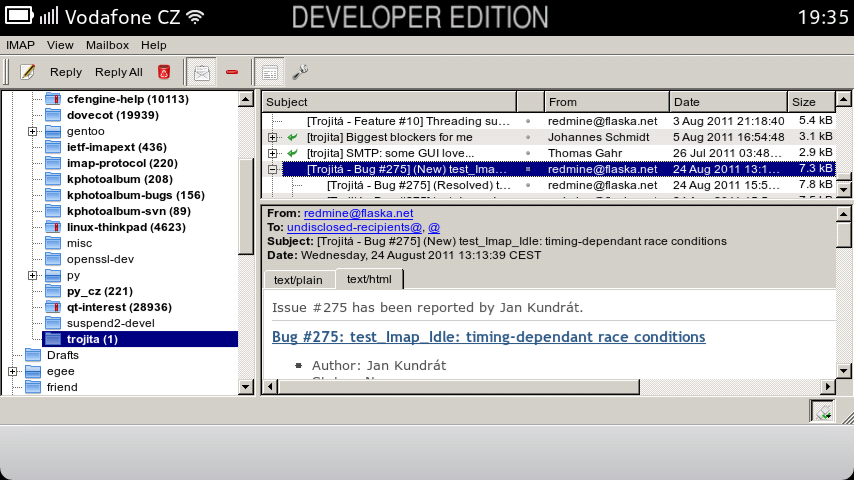 Vodafone CZ DEVELOPER EDITION 19:35
IMAP View Mailbox Help
Reply Reply All
cfengine-help (10113)
dovecot (19939)
gentoo
ietf-imapext (436)
imap-protocol (220)
kphotoalbum (208)
kphotoalbum-bugs (156)
kphotoalbum-svn (89)
linux-thinkpad (4623)
misc
openssl-dev
py
py_cz (221)
qt-interest (28936)
suspend2-devel
trojita (1)
Drafts
egee
friend
Subject From Date Size
[Trojitá - Feature #10] Threading su... redmine@flaska.net 3 Aug 2011 21:18:40 5.4 kB
[trojita] Biggest blockers for me Johannes Schmidt 5 Aug 2011 16:54:48 3.1 kB
[trojita] SMTP: some GUI love... Thomas Gahr 26 Jul 2011 03:48... 2.9 kB
[Trojitá - Bug #275] (New) test_Ima... redmine@flaska.net 24 Aug 2011 13:1... 7.3 kB
[Trojitá - Bug #275] (Resolved) t... redmine@flaska.net 24 Aug 2011 15:5... 7.8 kB
From: redmine@flaska.net
To: undisclosed-recipients@, @
Subject: [Trojitá - Bug #275] (New) test_Imap_Idle: timing-dependant race conditions
Date: Wednesday, 24 August 2011 13:13:39 CEST
text/plain text/html
Issue #275 has been reported by Jan Kundrát.
Bug #275: test_Imap_Idle: timing-dependant race conditions
Author: Jan Kundrát